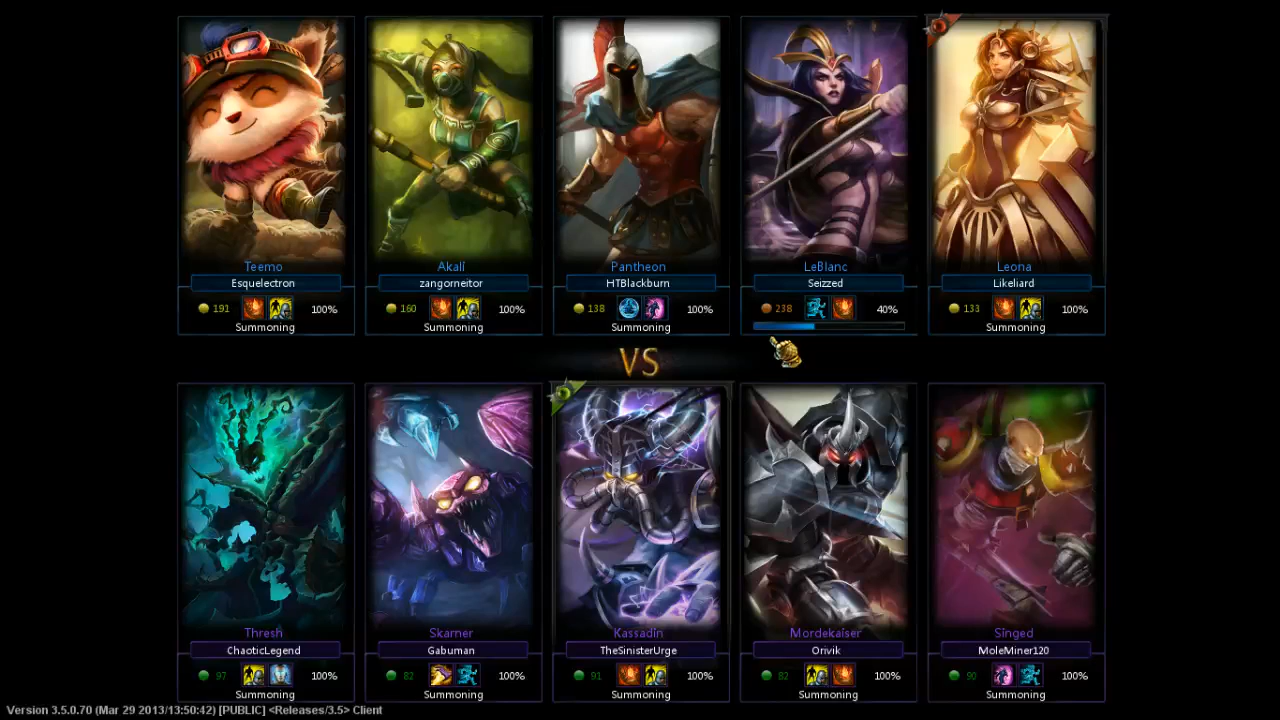 Teemo Akali Pantheon LeBlanc Leona
Esquelectron zangorneitor HTBlackburn Seizzed Likeliard
191 100% 160 100% 138 100% 238 40% 133 100%
Summoning Summoning Summoning Summoning Summoning
VS
Thresh Skarner Kassadin Mordekaiser Singed
ChaoticLegend Gabuman TheSinisterUrge Orivik MoleMiner120
97 100% 82 100% 91 100% 82 100% 90 100%
Summoning Summoning Summoning Summoning Summoning
Version 3.5.0.70 (Mar 29 2013/13:50:42) [PUBLIC] <Releases/3.5> Client